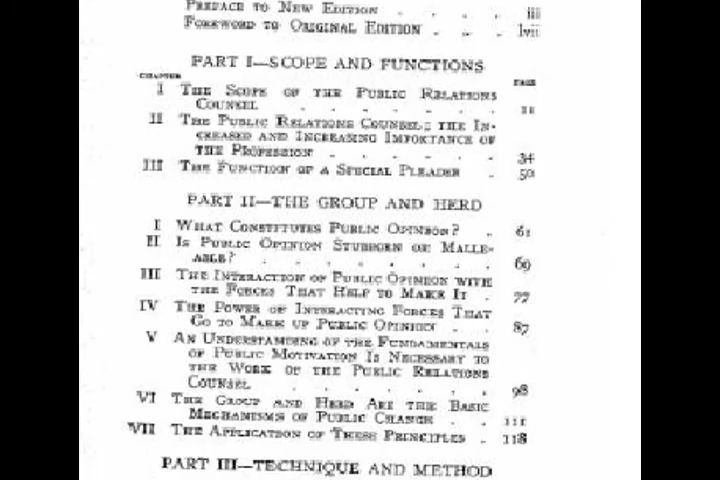 PREFACE TO NEW EDITION . . . . iii
FOREWORD TO ORIGINAL EDITION . . . lvii
PART I—SCOPE AND FUNCTIONS
CHAPTER PAGE
I THE SCOPE OF THE PUBLIC RELATIONS
COUNSEL . . . . . . . 11
II THE PUBLIC RELATIONS COUNSEL; THE IN-
CREASED AND INCREASING IMPORTANCE OF
THE PROFESSION . . . . . . 34
III THE FUNCTION OF A SPECIAL PLEADER . 50
PART II—THE GROUP AND HERD
I WHAT CONSTITUTES PUBLIC OPINION? . 61
II IS PUBLIC OPINION STUBBORN OR MALLE-
ABLE? . . . . . . . . 69
III THE INTERACTION OF PUBLIC OPINION WITH
THE FORCES THAT HELP TO MAKE IT . 77
IV THE POWER OF INTERACTING FORCES THAT
GO TO MAKE UP PUBLIC OPINION . . 87
V AN UNDERSTANDING OF THE FUNDAMENTALS
OF PUBLIC MOTIVATION IS NECESSARY TO
THE WORK OF THE PUBLIC RELATIONS
COUNSEL . . . . . . . 98
VI THE GROUP AND HERD ARE THE BASIC
MECHANISMS OF PUBLIC CHANGE . . 111
VII THE APPLICATION OF THESE PRINCIPLES . 118
PART III—TECHNIQUE AND METHOD